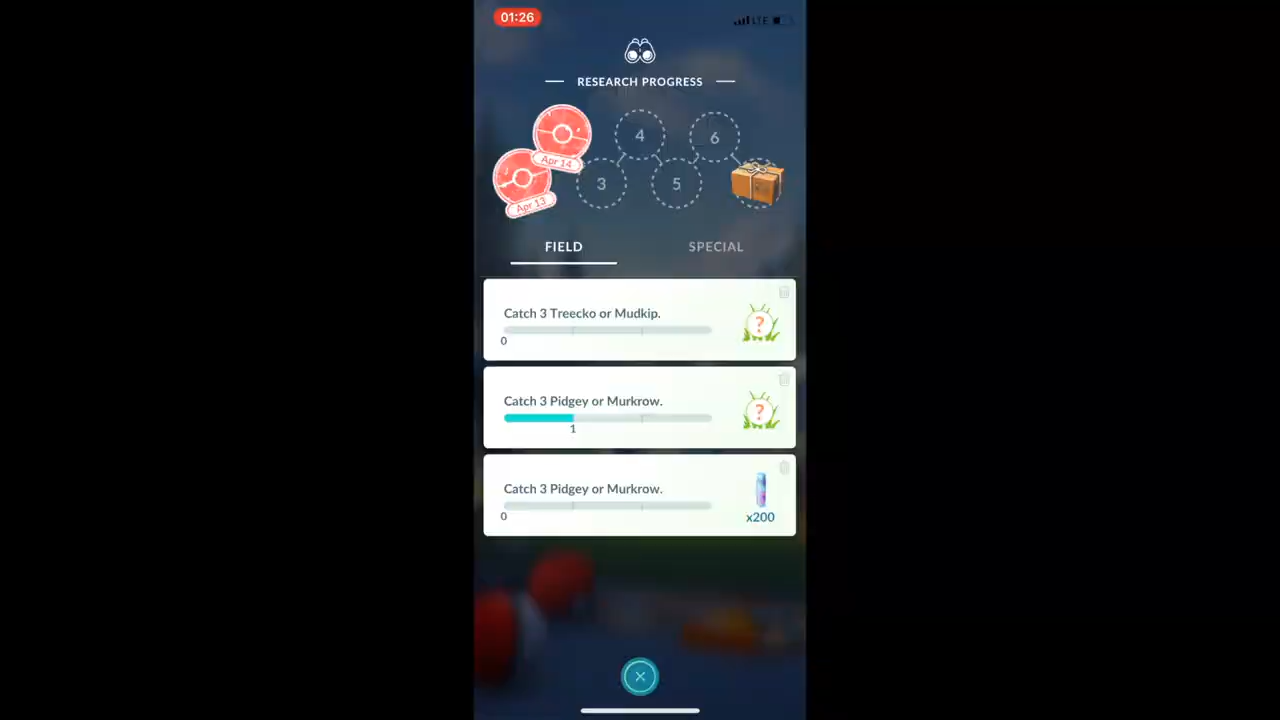 01:26
LTE
RESEARCH PROGRESS
4
6
Apr 14
3
5
Apr 13
FIELD
SPECIAL
Catch 3 Treecko or Mudkip.
?
0
Catch 3 Pidgey or Murkrow.
?
1
Catch 3 Pidgey or Murkrow.
0
x200